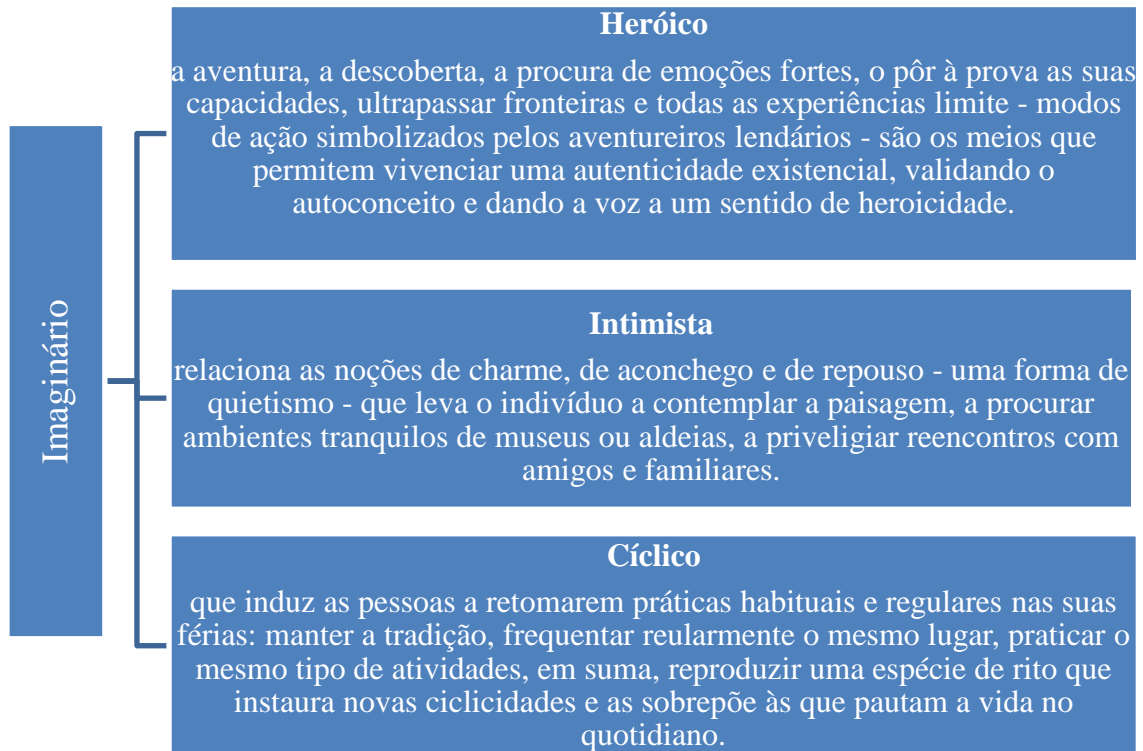 Imaginário
Heróico
a aventura, a descoberta, a procura de emoções fortes, o pôr à prova as suas
capacidades, ultrapassar fronteiras e todas as experiências limite - modos
de ação simbolizados pelos aventureiros lendários - são os meios que
permitem vivenciar uma autenticidade existencial, validando o
autoconceito e dando a voz a um sentido de heroicidade.
Intimista
relaciona as noções de charme, de aconchego e de repouso - uma forma de
quietismo - que leva o indivíduo a contemplar a paisagem, a procurar
ambientes tranquilos de museus ou aldeias, a priveligiar reencontros com
amigos e familiares.
Cíclico
que induz as pessoas a retomarem práticas habituais e regulares nas suas
férias: manter a tradição, frequentar reularmente o mesmo lugar, praticar o
mesmo tipo de atividades, em suma, reproduzir uma espécie de rito que
instaura novas ciclicidades e as sobrepõe às que pautam a vida no
quotidiano.